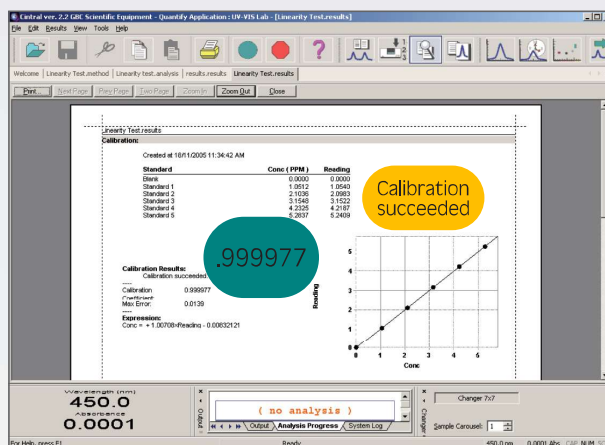 Cintral ver. 2.2 GBC Scientific Equipment - Quantify Application : UV-VIS Lab - [Linearity Test.results]
File Edit Results View Tools Help
Welcome Linearity Test.method Linearity test.analysis results.results Linearity Test.results
Print... Next Page Prev Page Two Page Zoom In Zoom Out Close
Linearity Test.results
Calibration:
Created at 16/11/2005 11:34:42 AM
Standard Conc ( PPM ) Reading
Blank 0.0000 0.0000
Standard 1 1.0512 1.0540
Standard 2 2.1036 2.0983
Standard 3 3.1548 3.1522
Standard 4 4.2325 4.2187
Standard 5 5.2837 5.2409
Calibration
succeeded
.999977
Calibration Results:
Calibration succeeded.
----
Calibration 0.999977
Coefficient:
Max Error: 0.0139
----
Expression:
Conc = + 1.00708×Reading - 0.00832121
Reading
5
4
3
2
1
0
0 1 2 3 4 5
Conc
Wavelength (nm)
450.0
Absorbance
0.0001
Output
( no analysis )
Output Analysis Progress System Log
Changer
Changer 7x7
Sample Carousel: 1
For Help, press F1 Ready 450.0 nm 0.0001 Abs CAP NUM